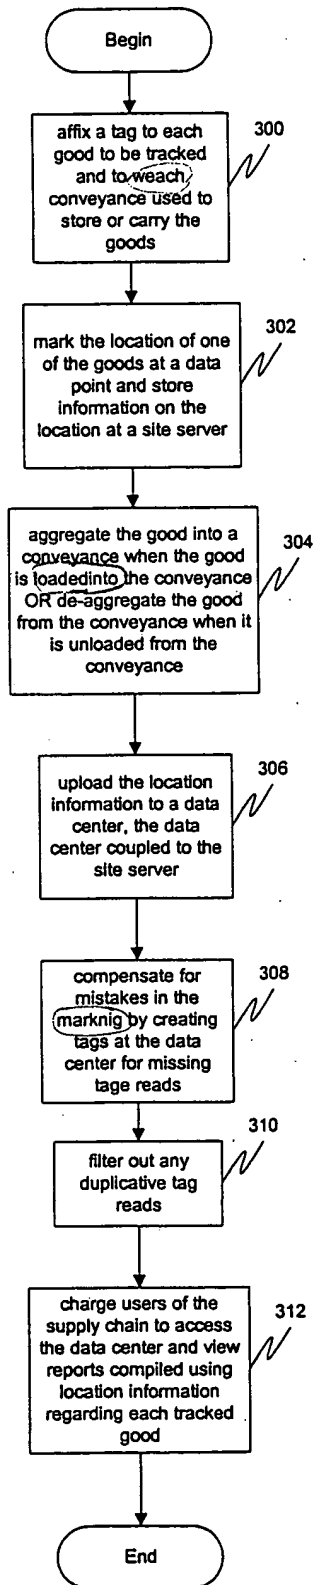 Begin
affix a tag to each
good to be tracked
and to weach
conveyance used to
store or carry the
goods
300
mark the location of one
of the goods at a data
point and store
information on the
location at a site server
302
aggregate the good into a
conveyance when the good
is loadedinto the conveyance
OR de-aggregate the good
from the conveyance when it
is unloaded from the
conveyance
304
upload the location
information to a data
center, the data
center coupled to the
site server
306
compensate for
mistakes in the
marknig by creating
tags at the data
center for missing
tage reads
308
filter out any
duplicative tag
reads
310
charge users of the
supply chain to access
the data center and view
reports compiled using
location information
regarding each tracked
good
312
End